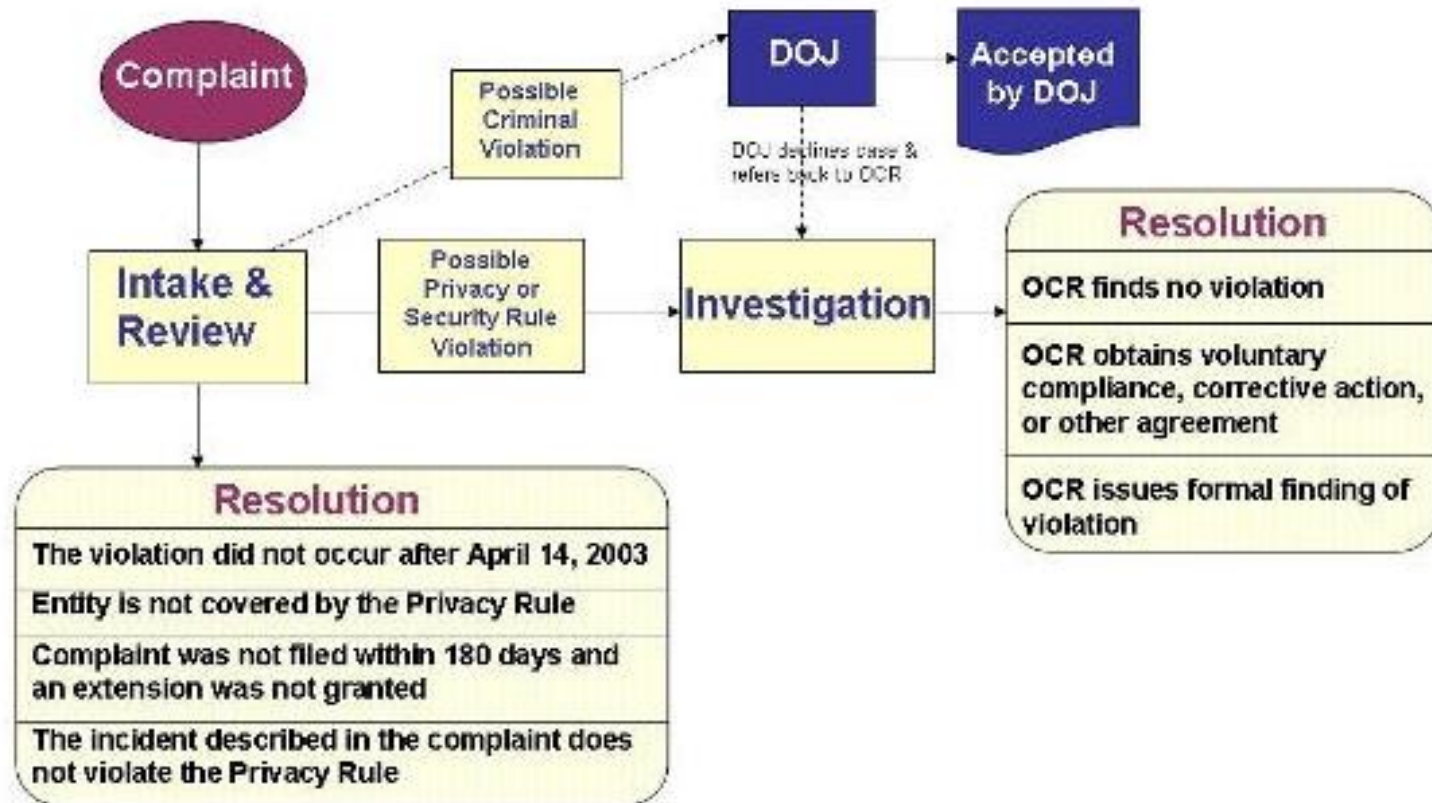 Complaint
Possible
Criminal
Violation
DOJ
Accepted
by DOJ
DOJ declines case &
refers back to OCR
Intake &
Review
Possible
Privacy or
Security Rule
Violation
Investigation
Resolution
OCR finds no violation
OCR obtains voluntary
compliance, corrective action,
or other agreement
OCR issues formal finding of
violation
Resolution
The violation did not occur after April 14, 2003
Entity is not covered by the Privacy Rule
Complaint was not filed within 180 days and
an extension was not granted
The incident described in the complaint does
not violate the Privacy Rule